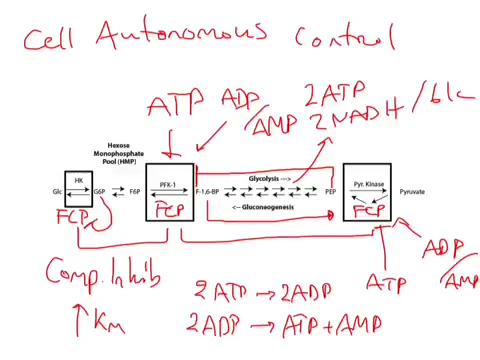 Cell Autonomous Control
ATP ADP/AMP 2ATP
2NADH/Glc
Hexose
Monophosphate
Pool (HMP)
HK
PFK-1
Glycolysis --->
Pyr. Kinase
Glc G6P F6P F-1,6-BP PEP Pyruvate
<-- Gluconeogenesis
FCP FCP FCP
Comp. Inhib
↑Km
ATP ADP/AMP
2ATP → 2ADP
2ADP → ATP + AMP